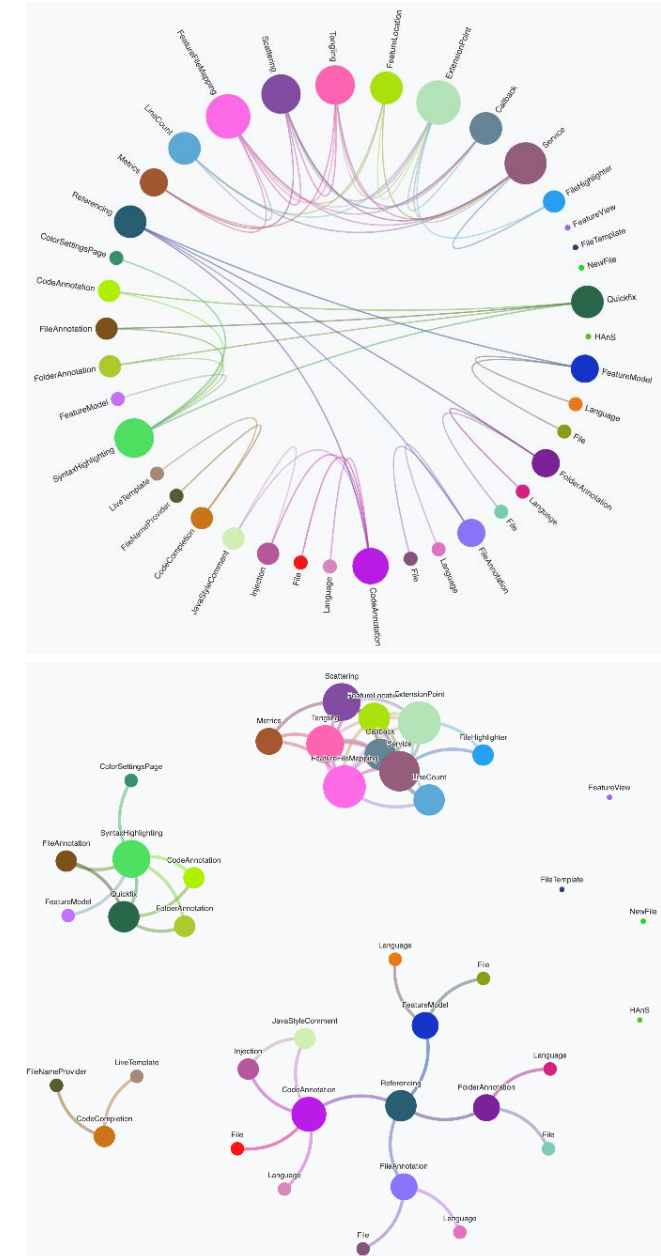 FeatureFileMapping
Scattering
Tangling
FeatureLocation
ExtensionPoint
Callback
Service
LineCount
Metrics
FileHighlighter
FeatureView
FileTemplate
NewFile
Referencing
ColorSettingsPage
CodeAnnotation
Quickfix
FileAnnotation
HAnS
FolderAnnotation
FeatureModel
FeatureModel
Language
File
SyntaxHighlighting
FolderAnnotation
LiveTemplate
Language
FileNameProvider
File
CodeCompletion
JavaStyleComment
Injection
File
Language
CodeAnnotation
File
Language
FileAnnotation
Scattering
FeatureLocation
ExtensionPoint
Metrics
Tangling
Callback
Service
FileHighlighter
FeatureFileMapping
LineCount
ColorSettingsPage
FeatureView
SyntaxHighlighting
FileAnnotation
CodeAnnotation
FeatureModel
Quickfix
FolderAnnotation
FileTemplate
NewFile
Language
File
FeatureModel
HAnS
JavaStyleComment
Injection
LiveTemplate
FileNameProvider
CodeCompletion
CodeAnnotation
Referencing
FolderAnnotation
Language
File
File
Language
FileAnnotation
Language
File